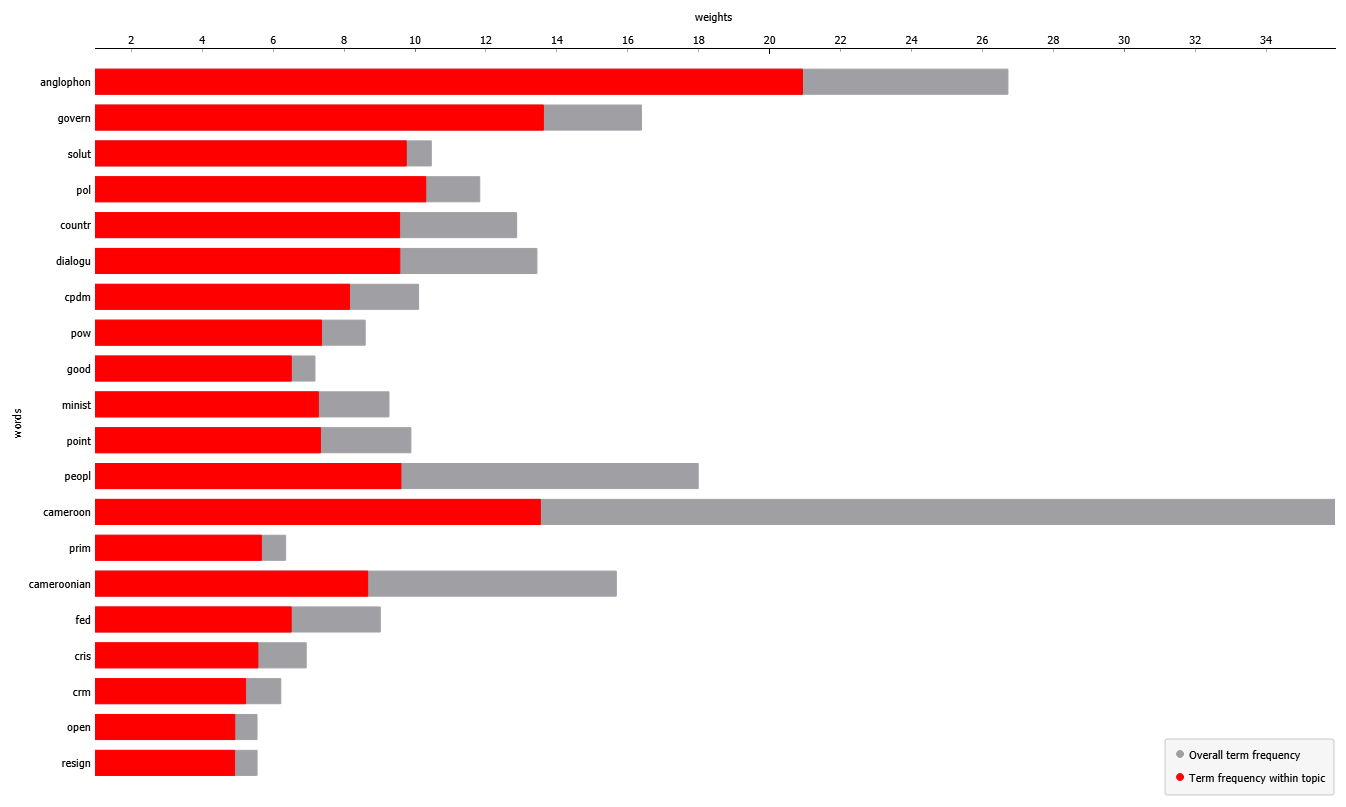 weights
2 4 6 8 10 12 14 16 18 20 22 24 26 28 30 32 34
words
anglophon
govern
solut
pol
countr
dialogu
cpdm
pow
good
minist
point
peopl
cameroon
prim
cameroonian
fed
cris
crm
open
resign
Overall term frequency
Term frequency within topic